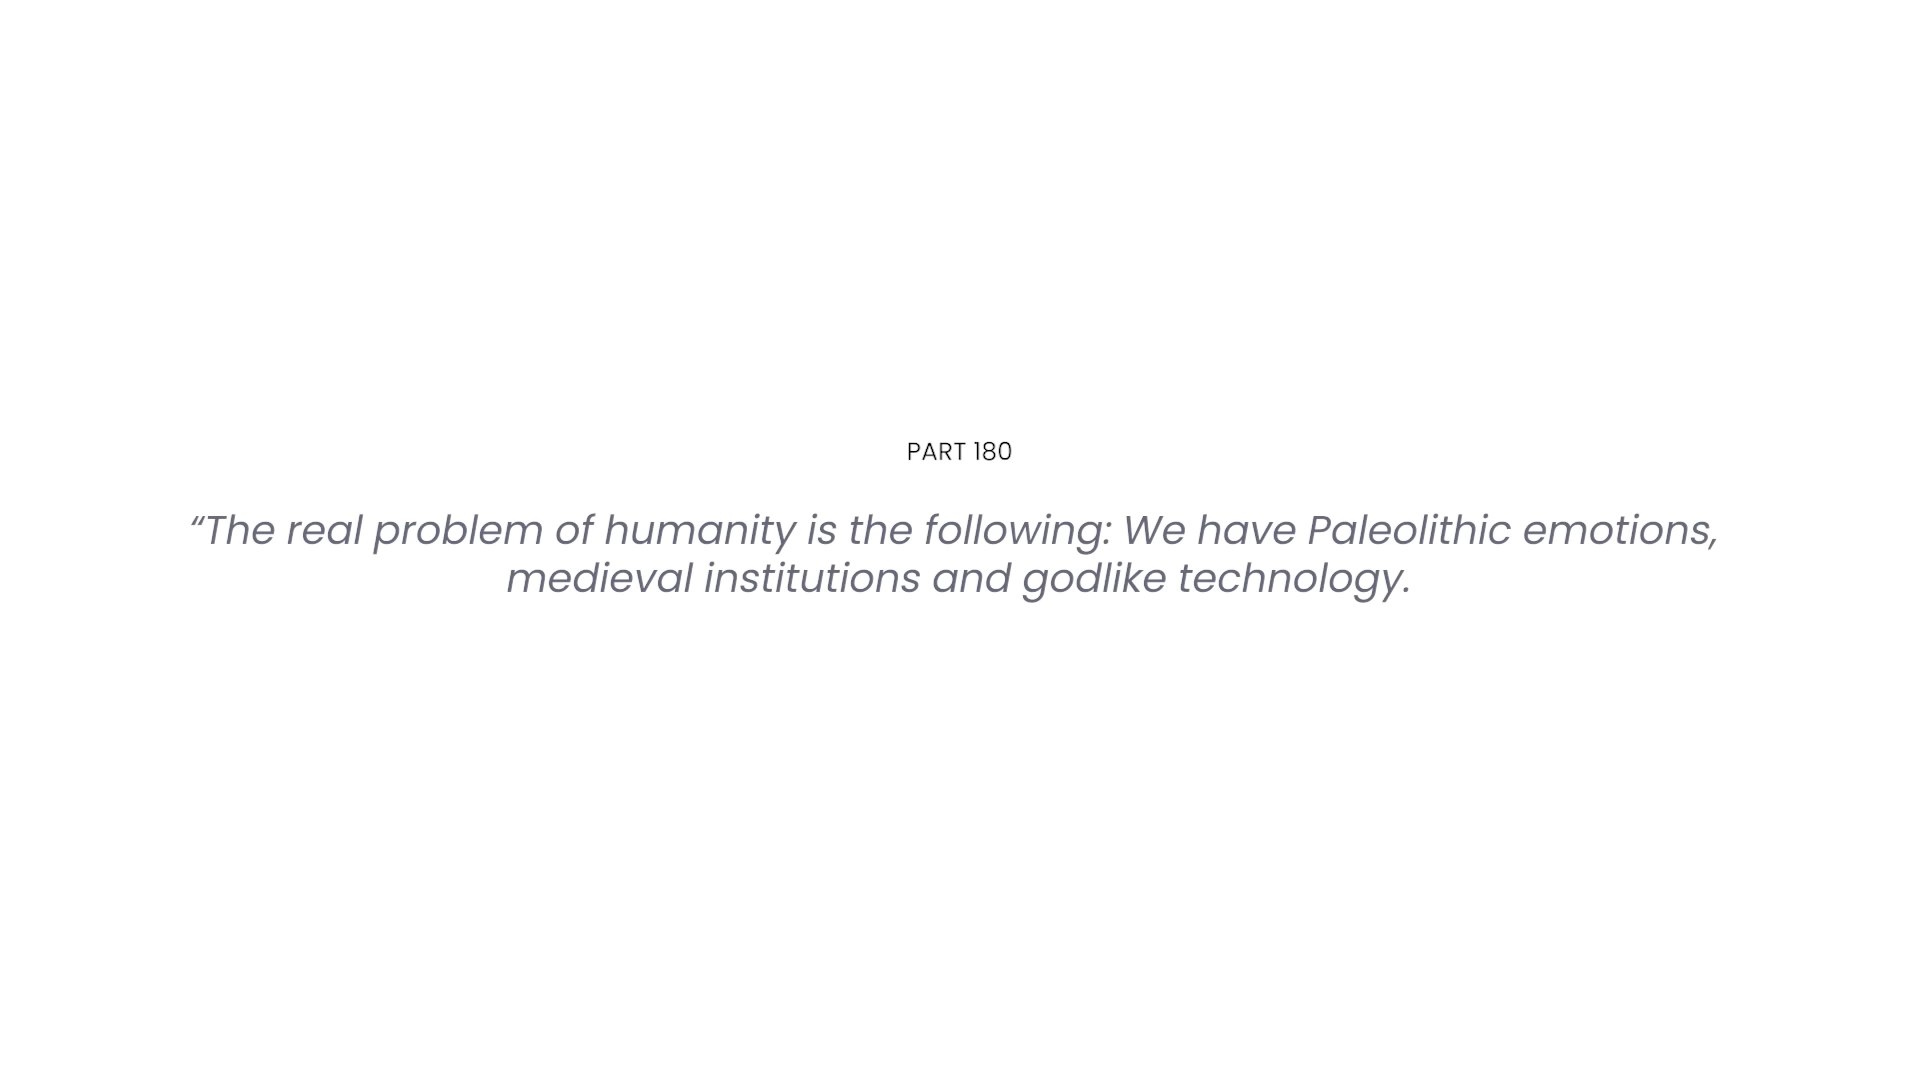 PART 180
“The real problem of humanity is the following: We have Paleolithic emotions,
medieval institutions and godlike technology.